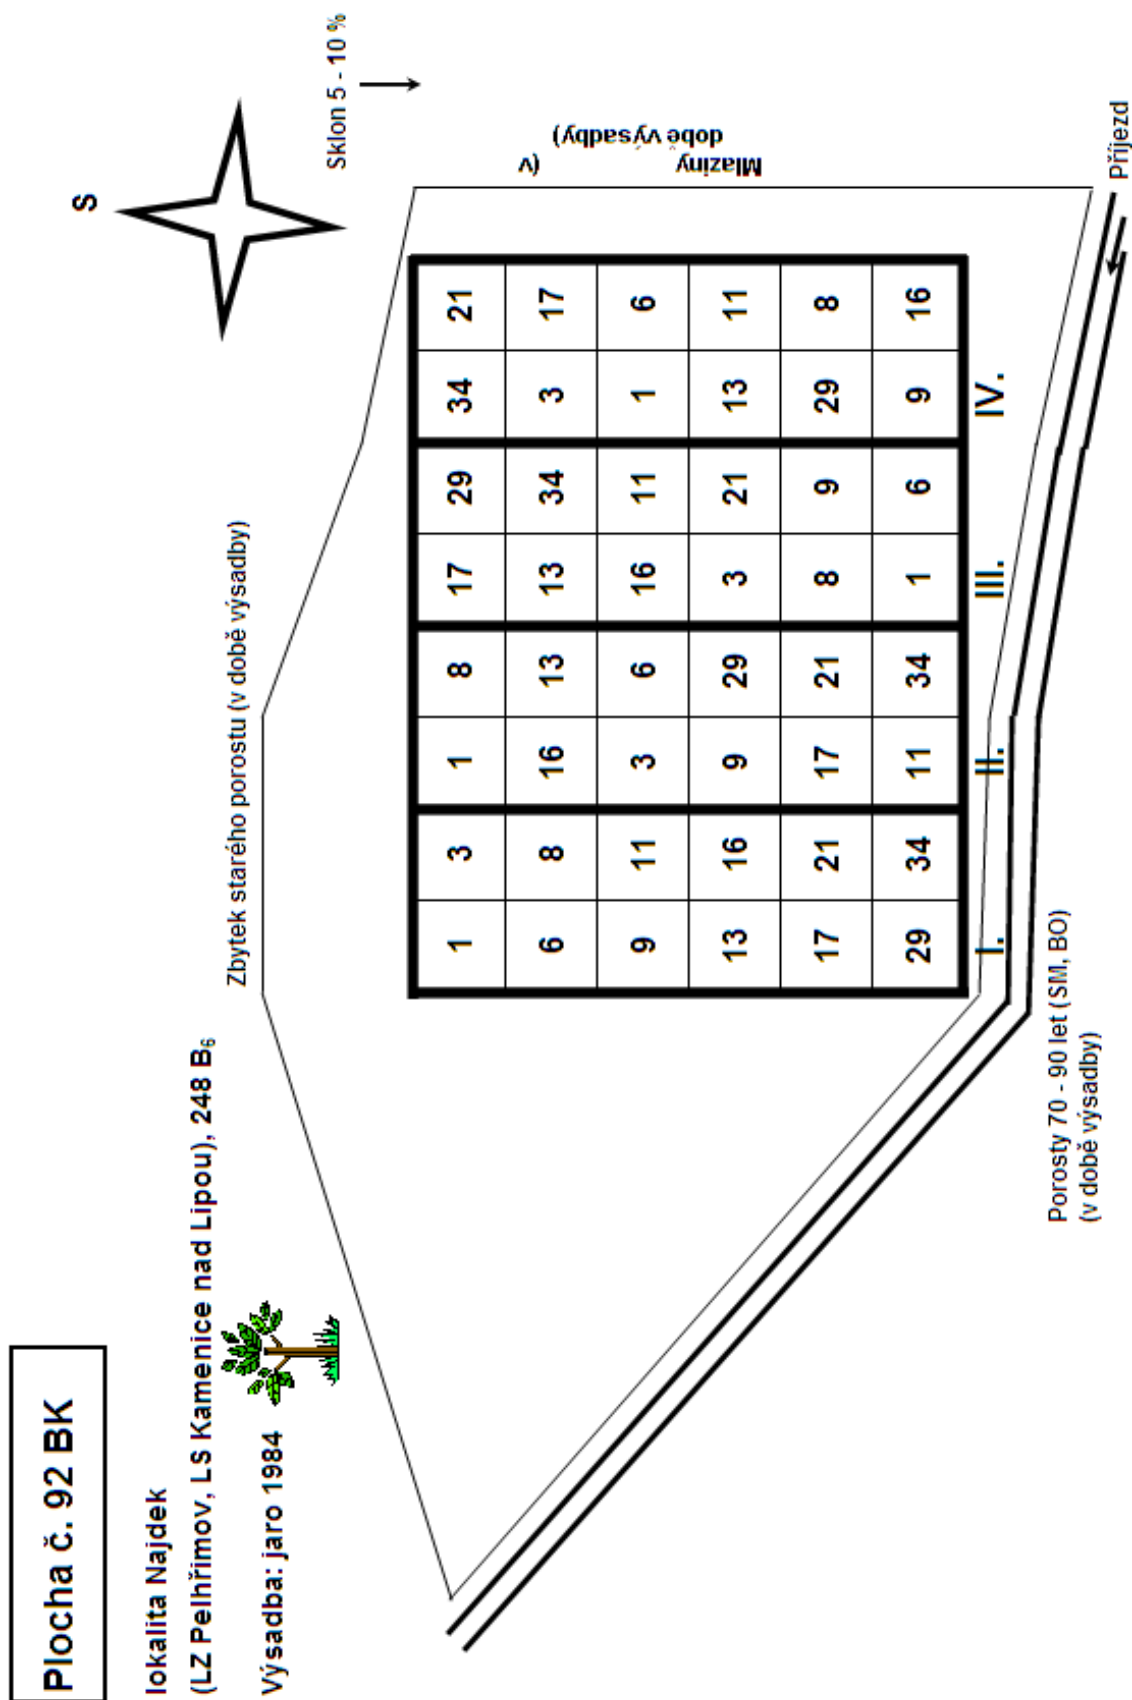 Plocha č. 92 BK
lokalita Najdek
(LZ Pelhřimov, LS Kamenice nad Lipou), 248 B₆
Výsadba: jaro 1984
S
Sklon 5 - 10 %
Zbytek starého porostu (v době výsadby)
1 3 1 8 17 29 34 21
6 8 16 13 13 34 3 17
9 11 3 6 16 11 1 6
13 16 9 29 3 21 13 11
17 21 17 21 8 9 29 8
29 34 11 34 1 6 9 16
I. II. III. IV.
Mlaziny (v
době výsadby)
Porosty 70 - 90 let (SM, BO)
(v době výsadby)
Příjezd